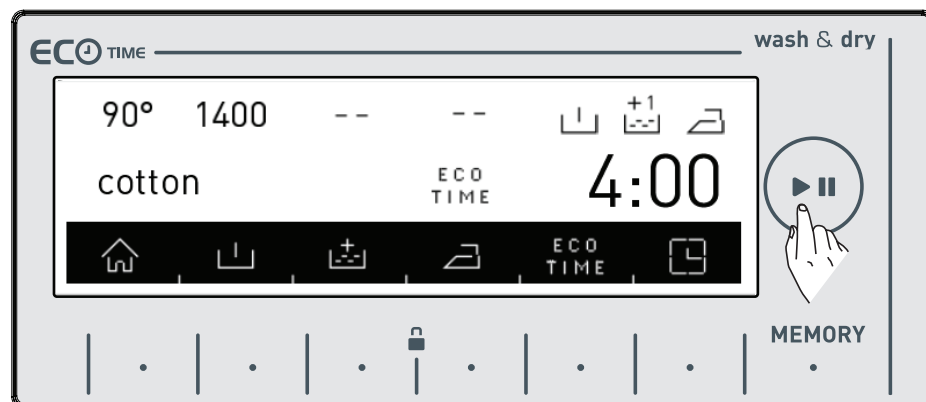 ECO TIME
wash & dry
90° 1400 -- -- +1
cotton ECO TIME 4:00
+ ECO TIME
MEMORY